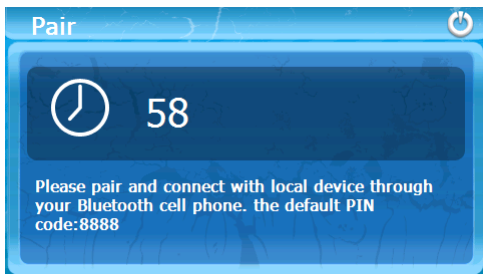 Pair
58
Please pair and connect with local device through
your Bluetooth cell phone. the default PIN
code:8888